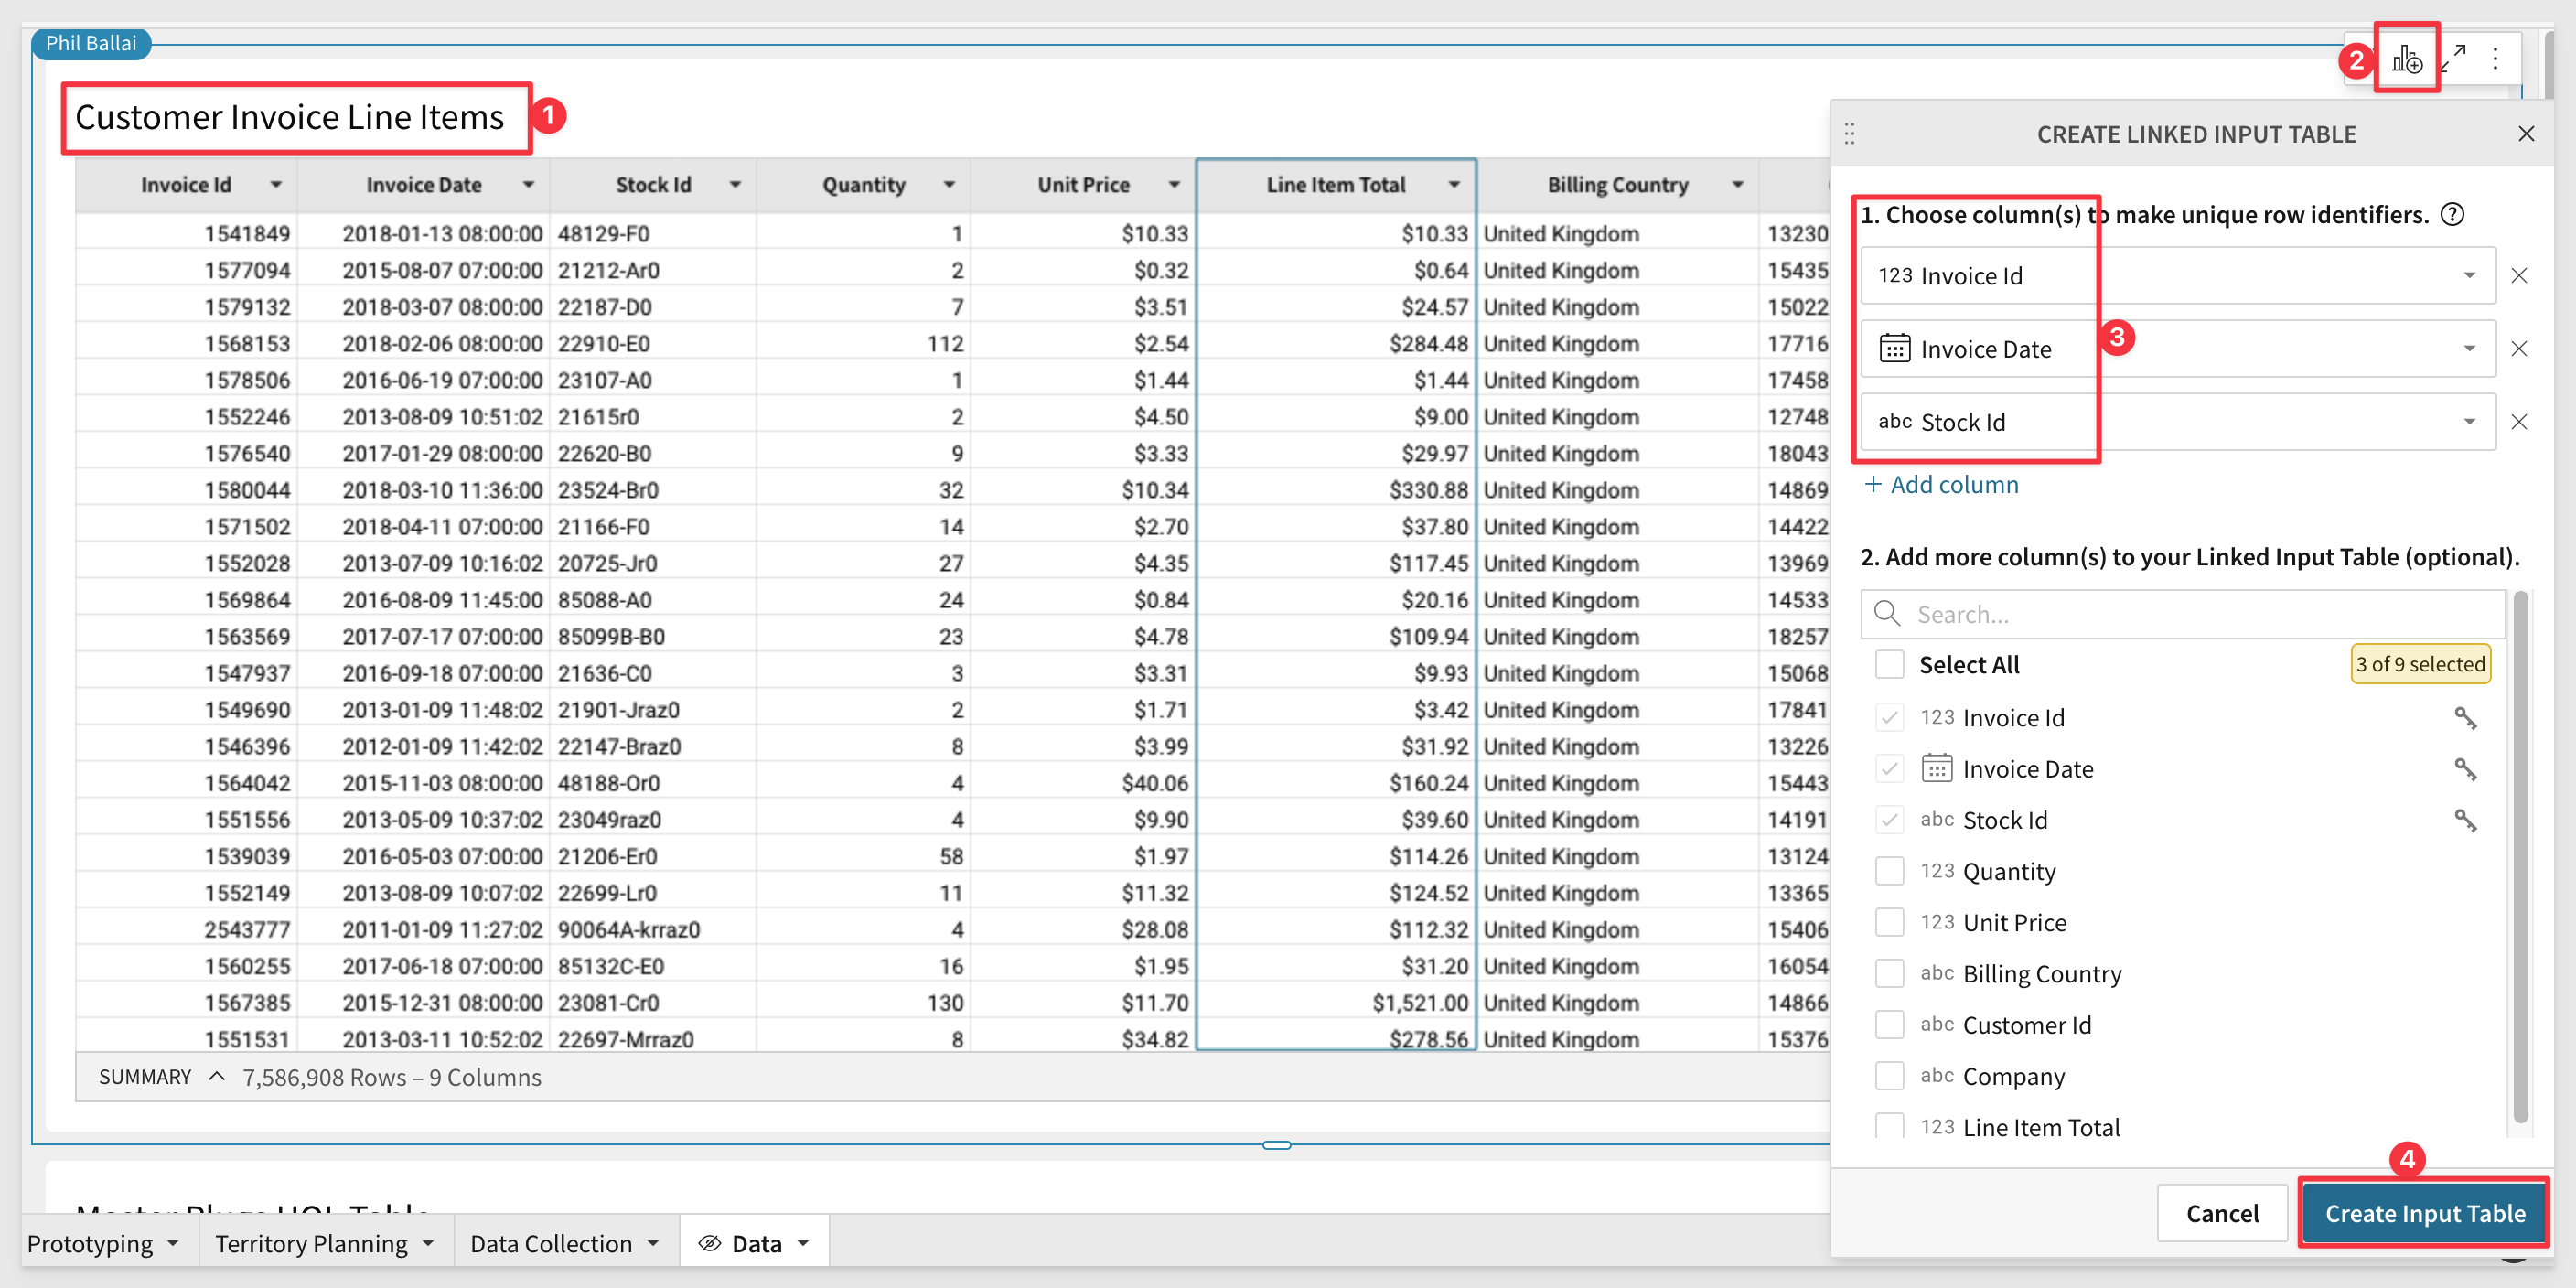 Phil Ballai
2
Customer Invoice Line Items 1
Invoice Id Invoice Date Stock Id Quantity Unit Price Line Item Total Billing Country
1541849 2018-01-13 08:00:00 48129-F0 1 $10.33 $10.33 United Kingdom 13230
1577094 2015-08-07 07:00:00 21212-Ar0 2 $0.32 $0.64 United Kingdom 15435
1579132 2018-03-07 08:00:00 22187-D0 7 $3.51 $24.57 United Kingdom 15022
1568153 2018-02-06 08:00:00 22910-E0 112 $2.54 $284.48 United Kingdom 17716
1578506 2016-06-19 07:00:00 23107-A0 1 $1.44 $1.44 United Kingdom 17458
1552246 2013-08-09 10:51:02 21615r0 2 $4.50 $9.00 United Kingdom 12748
1576540 2017-01-29 08:00:00 22620-B0 9 $3.33 $29.97 United Kingdom 18043
1580044 2018-03-10 11:36:00 23524-Br0 32 $10.34 $330.88 United Kingdom 14869
1571502 2018-04-11 07:00:00 21166-F0 14 $2.70 $37.80 United Kingdom 14422
1552028 2013-07-09 10:16:02 20725-Jr0 27 $4.35 $117.45 United Kingdom 13969
1569864 2016-08-09 11:45:00 85088-A0 24 $0.84 $20.16 United Kingdom 14533
1563569 2017-07-17 07:00:00 85099B-B0 23 $4.78 $109.94 United Kingdom 18257
1547937 2016-09-18 07:00:00 21636-C0 3 $3.31 $9.93 United Kingdom 15068
1549690 2013-01-09 11:48:02 21901-Jraz0 2 $1.71 $3.42 United Kingdom 17841
1546396 2012-01-09 11:42:02 22147-Braz0 8 $3.99 $31.92 United Kingdom 13226
1564042 2015-11-03 08:00:00 48188-Or0 4 $40.06 $160.24 United Kingdom 15443
1551556 2013-05-09 10:37:02 23049raz0 4 $9.90 $39.60 United Kingdom 14191
1539039 2016-05-03 07:00:00 21206-Er0 58 $1.97 $114.26 United Kingdom 13124
1552149 2013-08-09 10:07:02 22699-Lr0 11 $11.32 $124.52 United Kingdom 13365
2543777 2011-01-09 11:27:02 90064A-krraz0 4 $28.08 $112.32 United Kingdom 15406
1560255 2017-06-18 07:00:00 85132C-E0 16 $1.95 $31.20 United Kingdom 16054
1567385 2015-12-31 08:00:00 23081-Cr0 130 $11.70 $1,521.00 United Kingdom 14866
1551531 2013-03-11 10:52:02 22697-Mrraz0 8 $34.82 $278.56 United Kingdom 15376
SUMMARY 7,586,908 Rows – 9 Columns
Prototyping Territory Planning Data Collection Data
CREATE LINKED INPUT TABLE
1. Choose column(s) to make unique row identifiers. ?
123 Invoice Id
Invoice Date 3
abc Stock Id
+ Add column
2. Add more column(s) to your Linked Input Table (optional).
Search...
Select All 3 of 9 selected
123 Invoice Id
Invoice Date
abc Stock Id
123 Quantity
123 Unit Price
abc Billing Country
abc Customer Id
abc Company
123 Line Item Total
4
Cancel Create Input Table